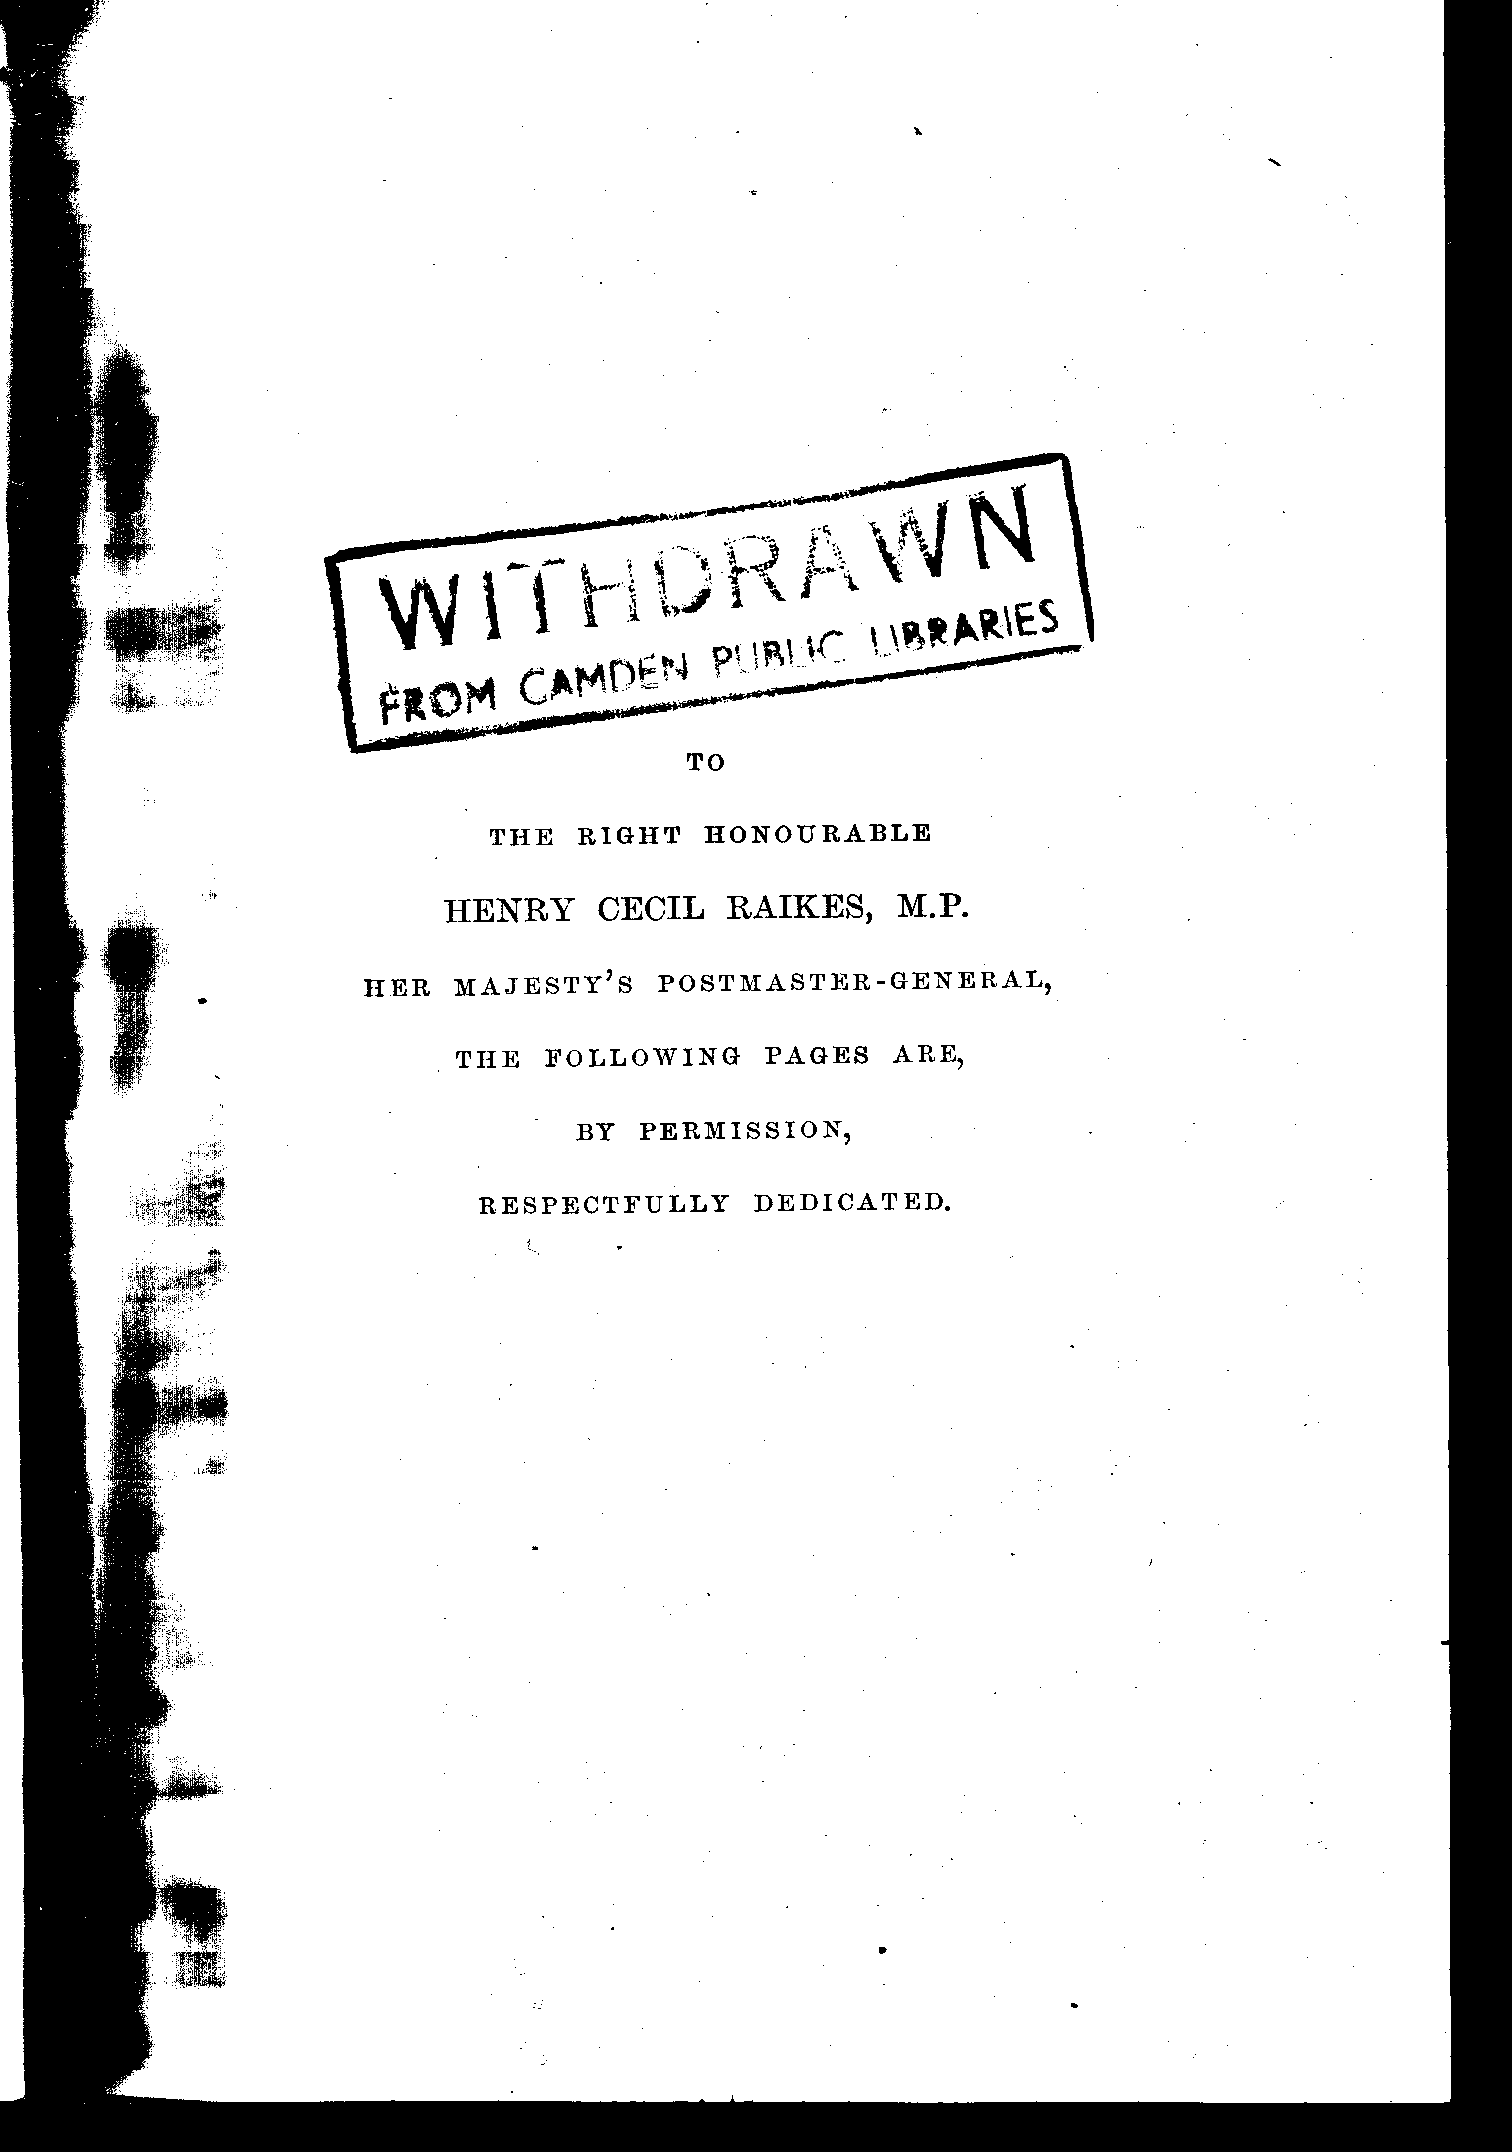 WITHDRAWN
FROM CAMDEN PUBLIC LIBRARIES
TO
THE RIGHT HONOURABLE
HENRY CECIL RAIKES, M.P.
HER MAJESTY'S POSTMASTER-GENERAL,
THE FOLLOWING PAGES ARE,
BY PERMISSION,
RESPECTFULLY DEDICATED.